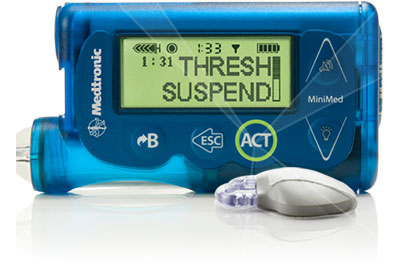 Medtronic
1:33
1:31 THRESH
SUSPEND
MiniMed
B
ESC
ACT